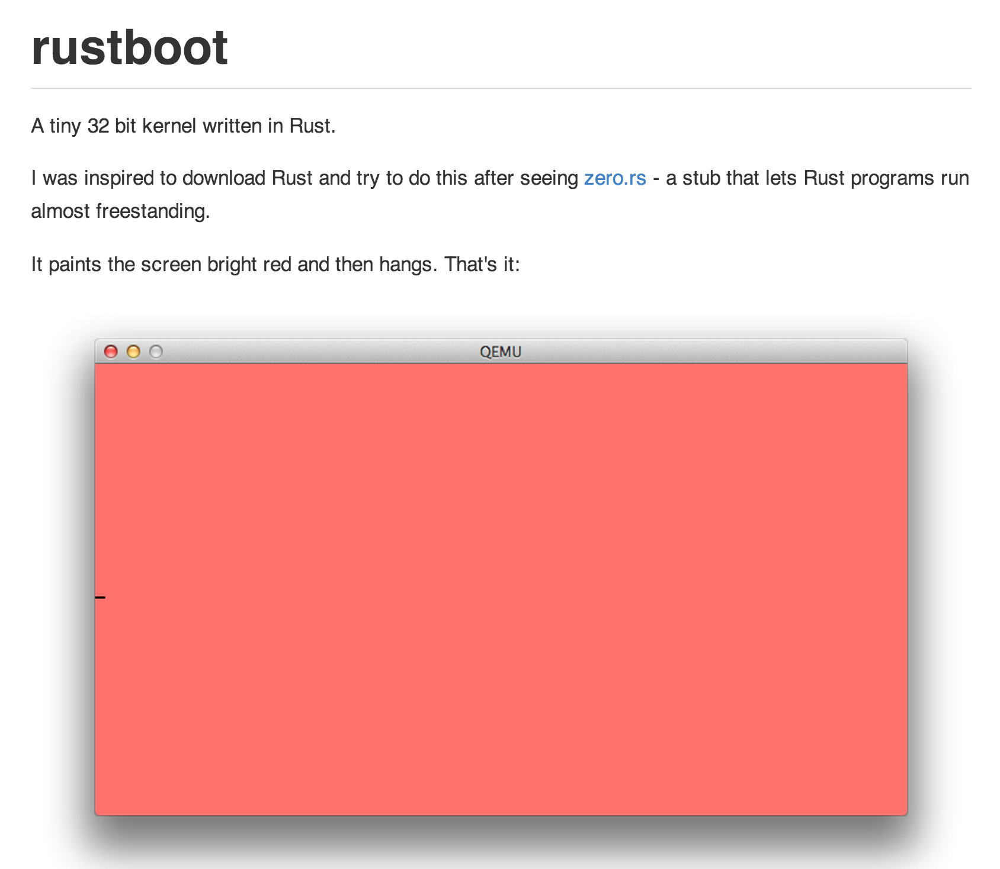 rustboot
A tiny 32 bit kernel written in Rust.
I was inspired to download Rust and try to do this after seeing zero.rs - a stub that lets Rust programs run
almost freestanding.
It paints the screen bright red and then hangs. That's it:
QEMU